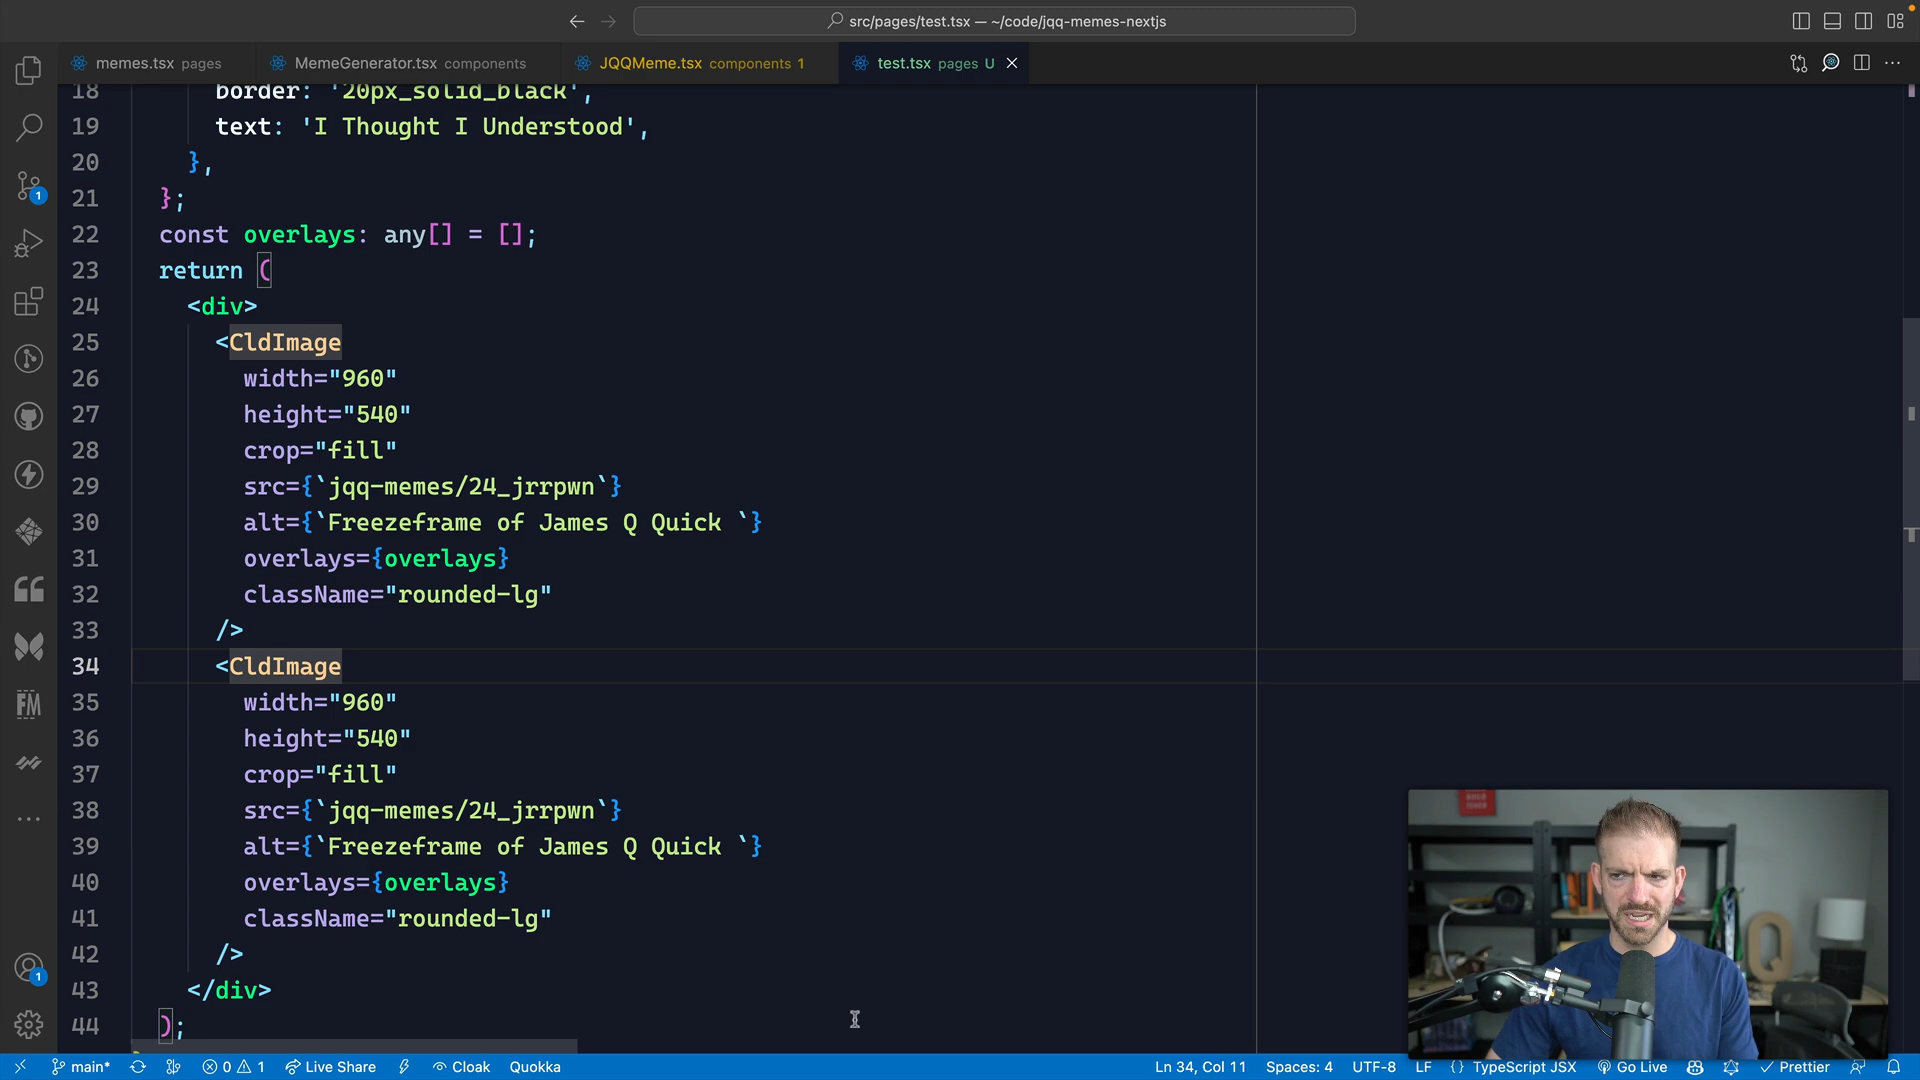 src/pages/test.tsx — ~/code/jqq-memes-nextjs
memes.tsx pages
MemeGenerator.tsx components
JQQMeme.tsx components 1
test.tsx pages U
18 border: '20px_solid_black',
19 text: 'I Thought I Understood',
20 },
21 };
22 const overlays: any[] = [];
23 return (
24 <div>
25 <CldImage
26 width="960"
27 height="540"
28 crop="fill"
29 src={`jqq-memes/24_jrrpwn`}
30 alt={`Freezeframe of James Q Quick `}
31 overlays={overlays}
32 className="rounded-lg"
33 />
34 <CldImage
35 width="960"
36 height="540"
37 crop="fill"
38 src={`jqq-memes/24_jrrpwn`}
39 alt={`Freezeframe of James Q Quick `}
40 overlays={overlays}
41 className="rounded-lg"
42 />
43 </div>
44 );
1
FM
1
main* 0 1 Live Share Cloak Quokka Ln 34, Col 11 Spaces: 4 UTF-8 LF {} TypeScript JSX Go Live Prettier